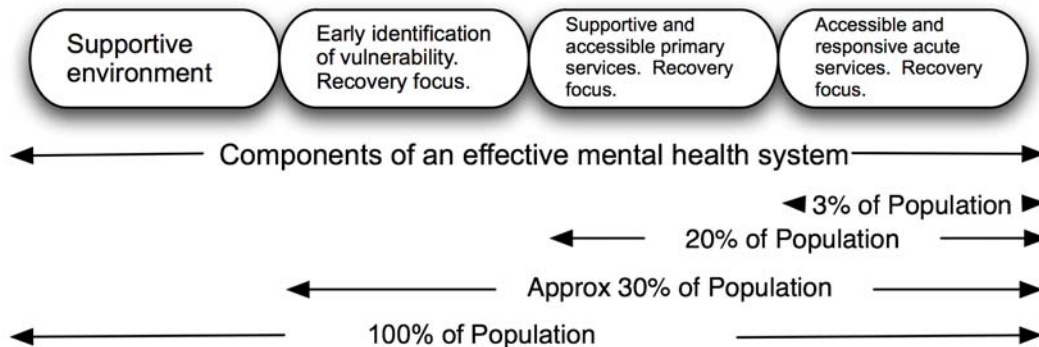 Supportive
environment
Early identification
of vulnerability.
Recovery focus.
Supportive and
accessible primary
services.  Recovery
focus.
Accessible and
responsive acute
services.  Recovery
focus.
Components of an effective mental health system
3% of Population
20% of Population
Approx 30% of Population
100% of Population